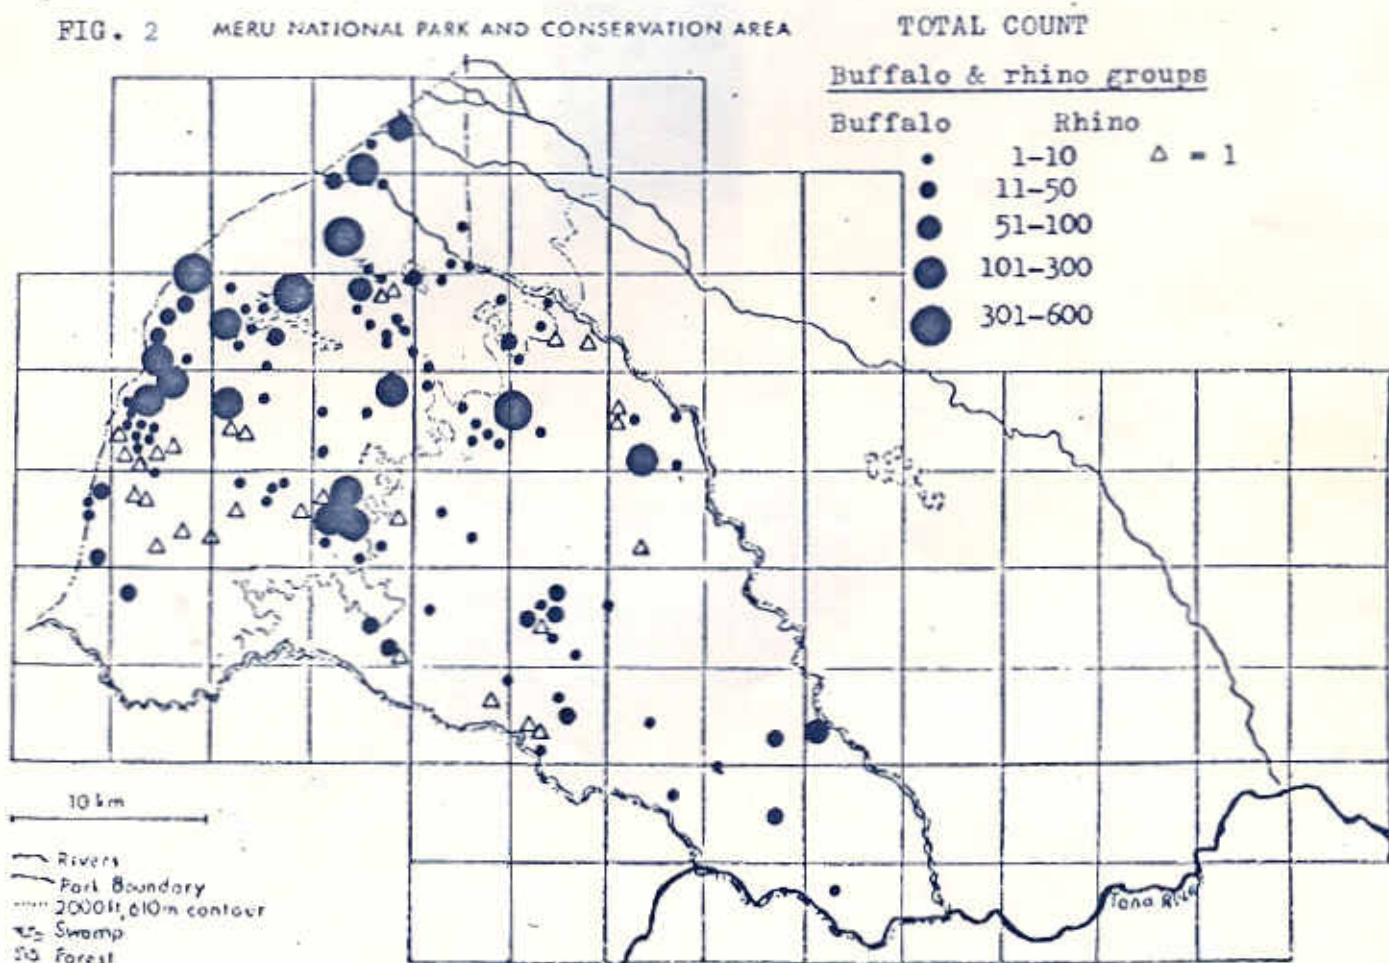 FIG. 2 MERU NATIONAL PARK AND CONSERVATION AREA TOTAL COUNT
Buffalo & rhino groups
Buffalo Rhino
1-10 △ = 1
11-50
51-100
101-300
301-600
10 km
Rivers
Park Boundary
2000ft, 610m contour
Swamp
Forest
Tana River